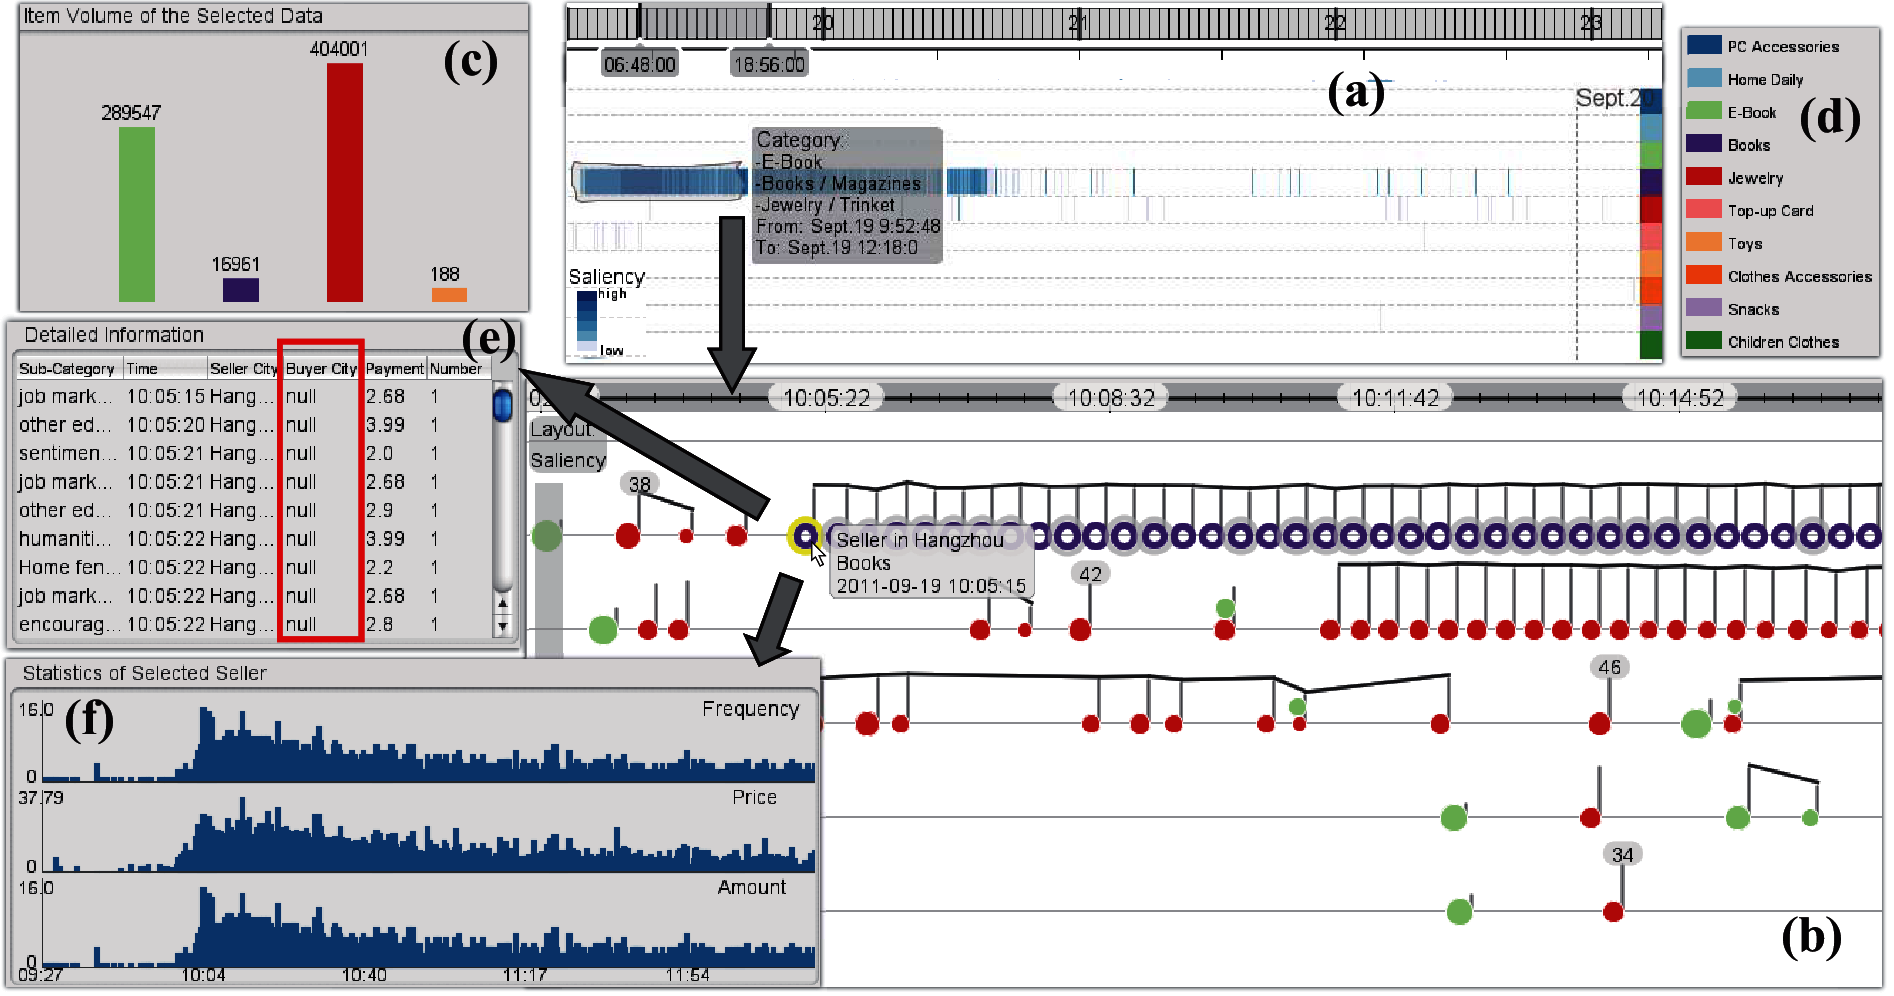 Item Volume of the Selected Data
(c)
404001
289547
16961
188
20
21
22
23
06:48:00
18:56:00
(a)
Sept.20
Category:
-E-Book
-Books / Magazines
-Jewelry / Trinket
From: Sept.19 9:52:48
To: Sept.19 12:18:0
Saliency
high
low
(d)
PC Accessories
Home Daily
E-Book
Books
Jewelry
Top-up Card
Toys
Clothes Accessories
Snacks
Children Clothes
Detailed Information
(e)
Sub-Category Time Seller City Buyer City Payment Number
job mark... 10:05:15 Hang... null 2.68 1
other ed... 10:05:20 Hang... null 3.99 1
sentimen... 10:05:21 Hang... null 2.0 1
job mark... 10:05:21 Hang... null 2.68 1
other ed... 10:05:21 Hang... null 2.9 1
humaniti... 10:05:22 Hang... null 3.99 1
Home fen... 10:05:22 Hang... null 2.2 1
job mark... 10:05:22 Hang... null 2.68 1
encourag... 10:05:22 Hang... null 2.8 1
10:05:22
10:08:32
10:11:42
10:14:52
Layout:
Saliency
38
Seller in Hangzhou
Books
2011-09-19 10:05:15
42
46
34
(b)
Statistics of Selected Seller
(f)
16.0
Frequency
0
37.79
Price
0
16.0
Amount
0
09:27
10:04
10:40
11:17
11:54